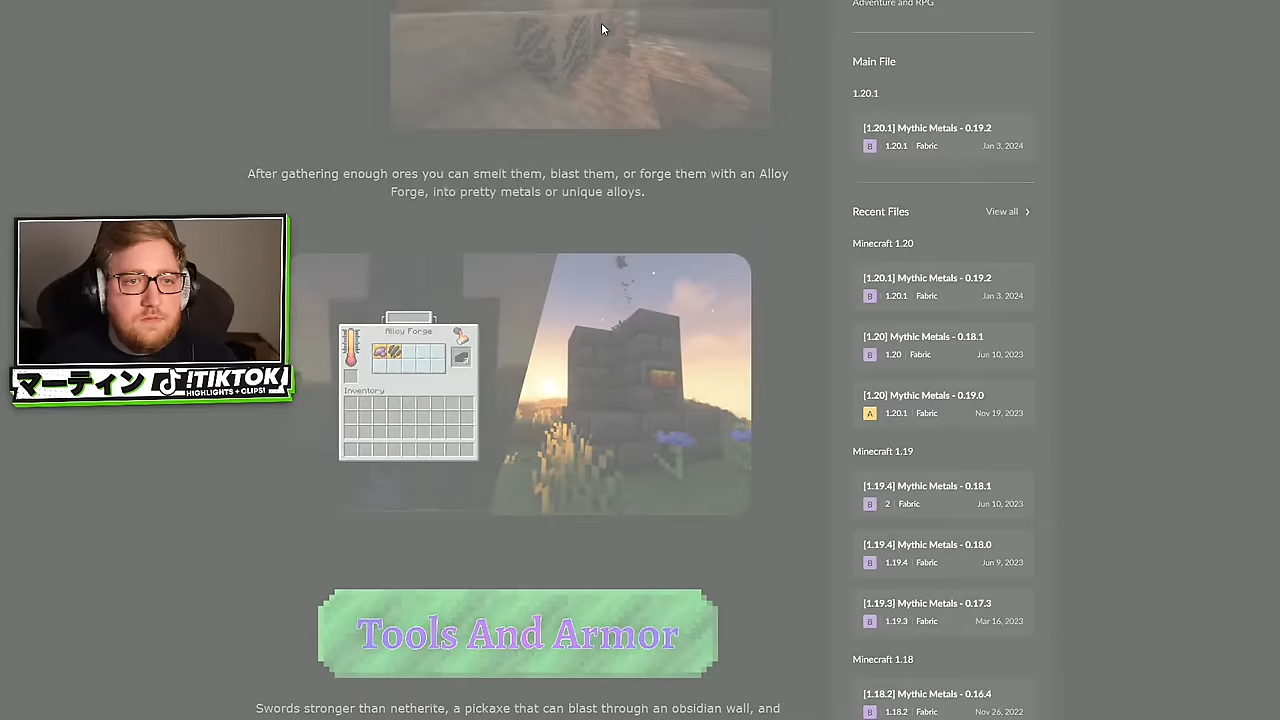 Adventure and RPG
Main File
1.20.1
[1.20.1] Mythic Metals - 0.19.2
B 1.20.1 Fabric Jan 3, 2024
After gathering enough ores you can smelt them, blast them, or forge them with an Alloy
Forge, into pretty metals or unique alloys.
Recent Files View all
Minecraft 1.20
[1.20.1] Mythic Metals - 0.19.2
B 1.20.1 Fabric Jan 3, 2024
[1.20] Mythic Metals - 0.18.1
B 1.20 Fabric Jun 10, 2023
[1.20] Mythic Metals - 0.19.0
A 1.20.1 Fabric Nov 19, 2023
Alloy Forge
3
Inventory
マーティン !TIKTOK
HIGHLIGHTS + CLIPS!
Minecraft 1.19
[1.19.4] Mythic Metals - 0.18.1
B 2 Fabric Jun 10, 2023
[1.19.4] Mythic Metals - 0.18.0
B 1.19.4 Fabric Jun 9, 2023
[1.19.3] Mythic Metals - 0.17.3
B 1.19.3 Fabric Mar 16, 2023
Tools And Armor
Minecraft 1.18
[1.18.2] Mythic Metals - 0.16.4
B 1.18.2 Fabric Nov 26, 2022
Swords stronger than netherite, a pickaxe that can blast through an obsidian wall, and